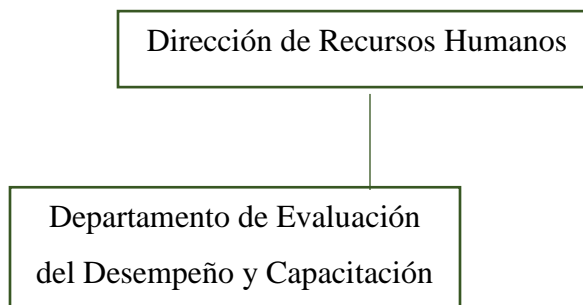 Dirección de Recursos Humanos
Departamento de Evaluación
del Desempeño y Capacitación